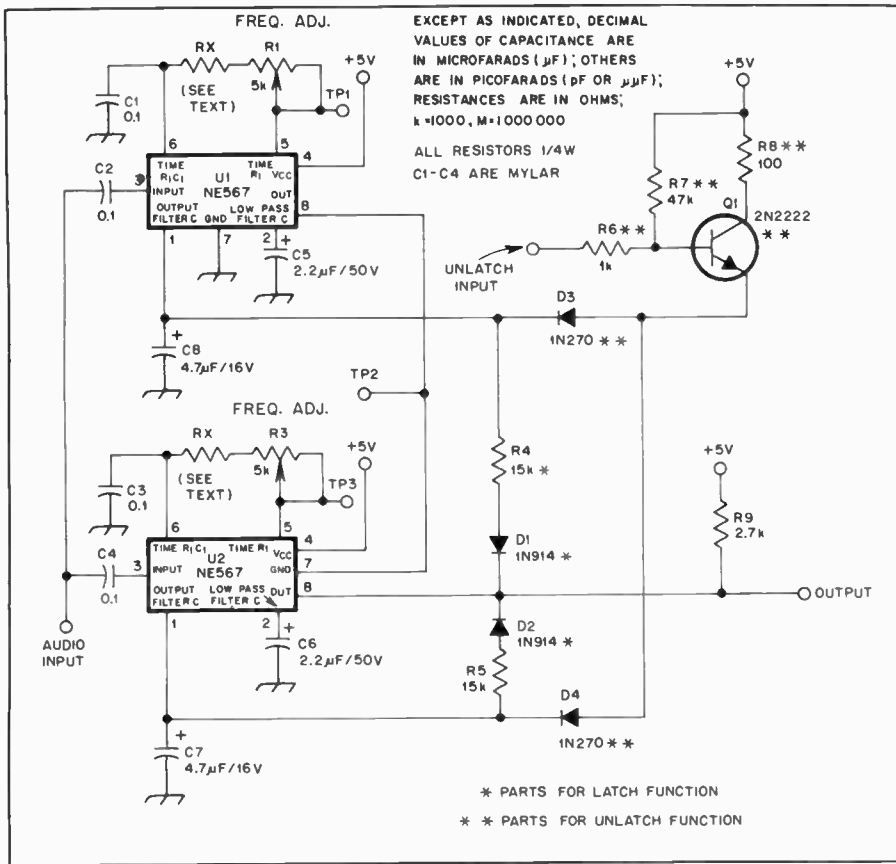 FREQ. ADJ.
EXCEPT AS INDICATED, DECIMAL
VALUES OF CAPACITANCE ARE
IN MICROFARADS (µF); OTHERS
ARE IN PICOFARADS (pF OR µµF);
RESISTANCES ARE IN OHMS;
k=1000, M=1000000
ALL RESISTORS 1/4W
C1-C4 ARE MYLAR
RX
(SEE TEXT)
R1
5k
TP1
+5V
C1
0.1
6
5
4
TIME R1C1
TIME R1
VCC
U1
NE567
OUT
8
C2
0.1
3
INPUT
OUTPUT FILTER C
GND
LOW PASS FILTER C
1
7
2
+
C5
2.2µF/50V
+
C8
4.7µF/16V
+5V
R8**
100
R7**
47k
Q1
2N2222
**
R6**
1k
UNLATCH
INPUT
D3
1N270**
TP2
FREQ. ADJ.
RX
(SEE TEXT)
R3
5k
TP3
+5V
C3
0.1
6
5
4
TIME R1C1
TIME R1
VCC
U2
NE567
GND
7
C4
0.1
3
INPUT
OUTPUT FILTER C
LOW PASS FILTER C
OUT
8
1
2
+
C6
2.2µF/50V
AUDIO
INPUT
+
C7
4.7µF/16V
R4
15k*
D1
1N914*
D2
1N914*
R5
15k
D4
1N270**
+5V
R9
2.7k
OUTPUT
* PARTS FOR LATCH FUNCTION
** PARTS FOR UNLATCH FUNCTION